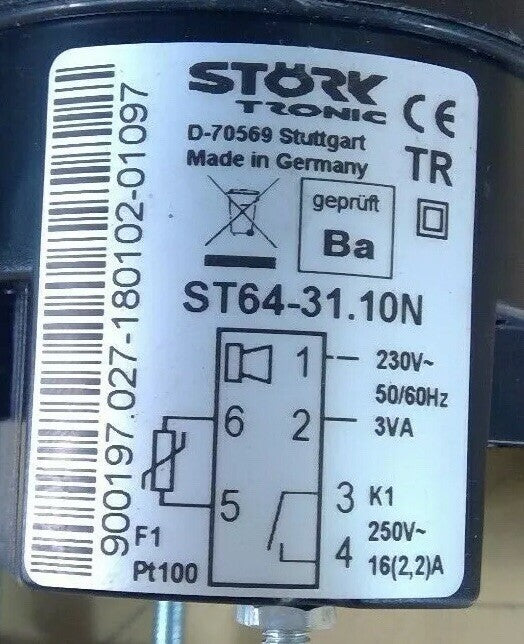 STÖRK
TRONIC
D-70569 Stuttgart
Made in Germany
CE
TR
geprüft
Ba
ST64-31.10N
900197.027-180102-01097
1 230V~
50/60Hz
6 2 3VA
5 3 K1
F1 250V~
Pt100 4 16(2,2)A